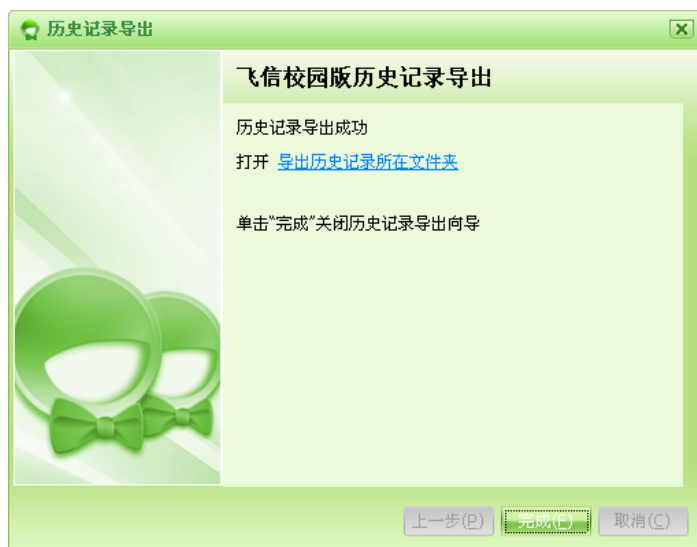 历史记录导出
飞信校园版历史记录导出
历史记录导出成功
打开 导出历史记录所在文件夹
单击“完成”关闭历史记录导出向导
上一步(P) 完成(F) 取消(C)